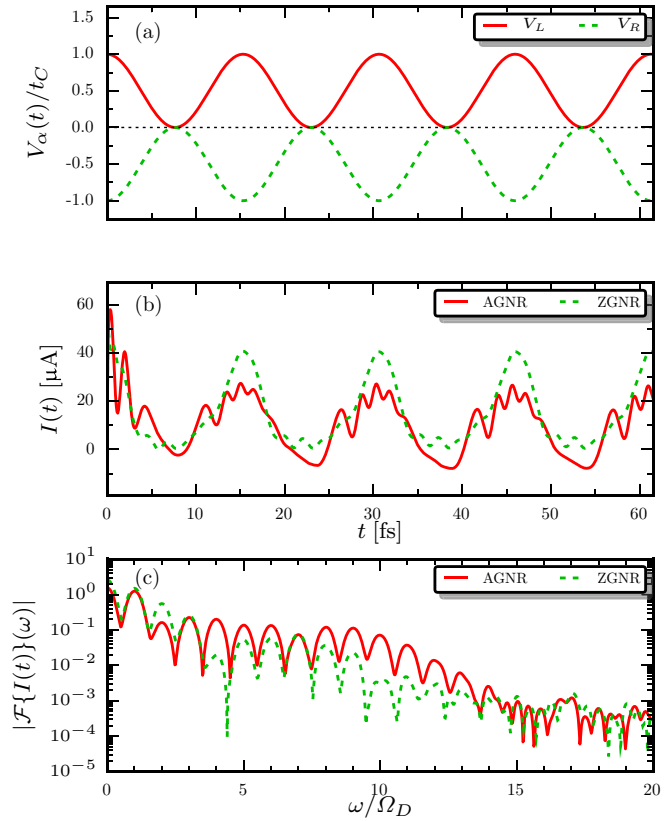 (a)
V_L V_R
V_α(t)/t_C
1.5
1.0
0.5
0.0
-0.5
-1.0
(b)
AGNR ZGNR
I(t) [μA]
60
40
20
0
0 10 20 30 40 50 60
t [fs]
(c)
AGNR ZGNR
|ℱ{I(t)}(ω)|
10^1
10^0
10^−1
10^−2
10^−3
10^−4
10^−5
0 5 10 15 20
ω/Ω_D